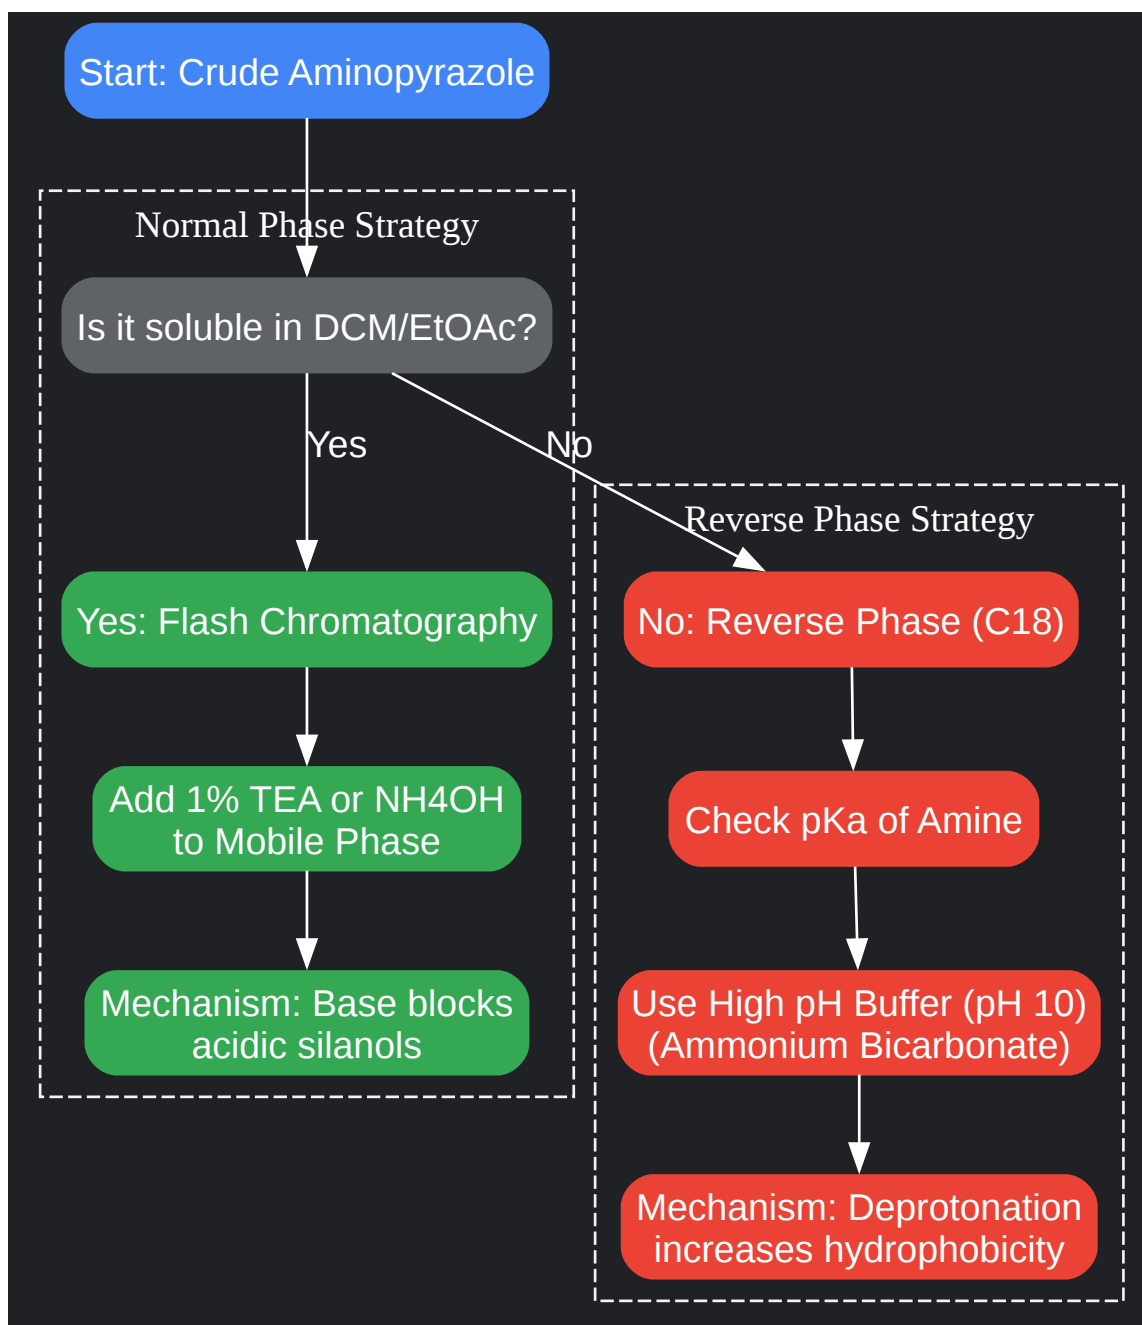 Start: Crude Aminopyrazole
Normal Phase Strategy
Is it soluble in DCM/EtOAc?
Yes
No
Reverse Phase Strategy
Yes: Flash Chromatography
No: Reverse Phase (C18)
Add 1% TEA or NH4OH
to Mobile Phase
Check pKa of Amine
Mechanism: Base blocks
acidic silanols
Use High pH Buffer (pH 10)
(Ammonium Bicarbonate)
Mechanism: Deprotonation
increases hydrophobicity